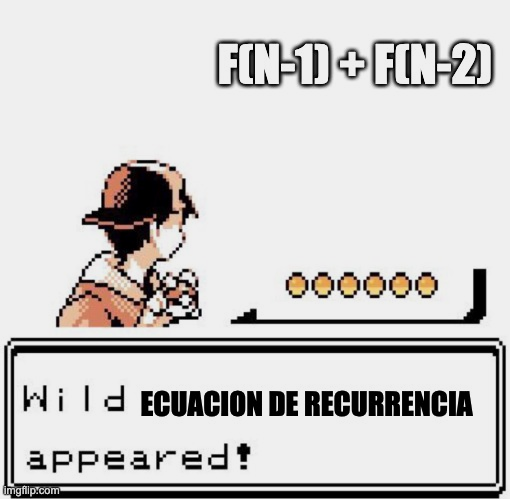 F(N-1) + F(N-2)
Wild ECUACION DE RECURRENCIA
appeared!
imgflip.com